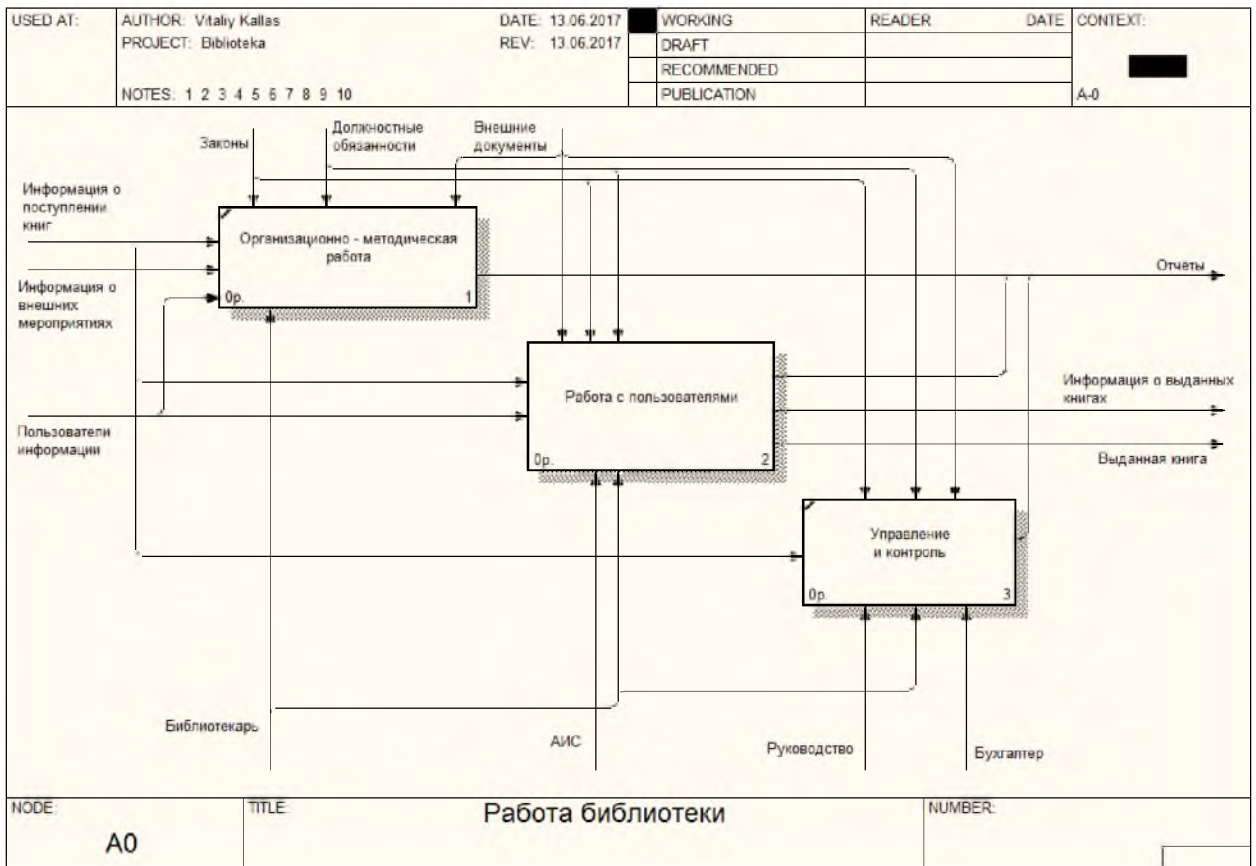 USED AT:
AUTHOR: Vitaliy Kallas
DATE: 13.06.2017
PROJECT: Biblioteka
REV: 13.06.2017
NOTES: 1 2 3 4 5 6 7 8 9 10
WORKING
DRAFT
RECOMMENDED
PUBLICATION
READER
DATE
CONTEXT:
A-0
Законы
Должностные
обязанности
Внешние
документы
Информация о
поступлении
книг
Организационно - методическая
работа
0р.
1
Информация о
внешних
мероприятиях
Отчеты
Работа с пользователями
0р.
2
Информация о выданных
книгах
Пользователи
информации
Выданная книга
Управление
и контроль
0р.
3
Библиотекарь
АИС
Руководство
Бухгалтер
NODE:
A0
TITLE:
Работа библиотеки
NUMBER: